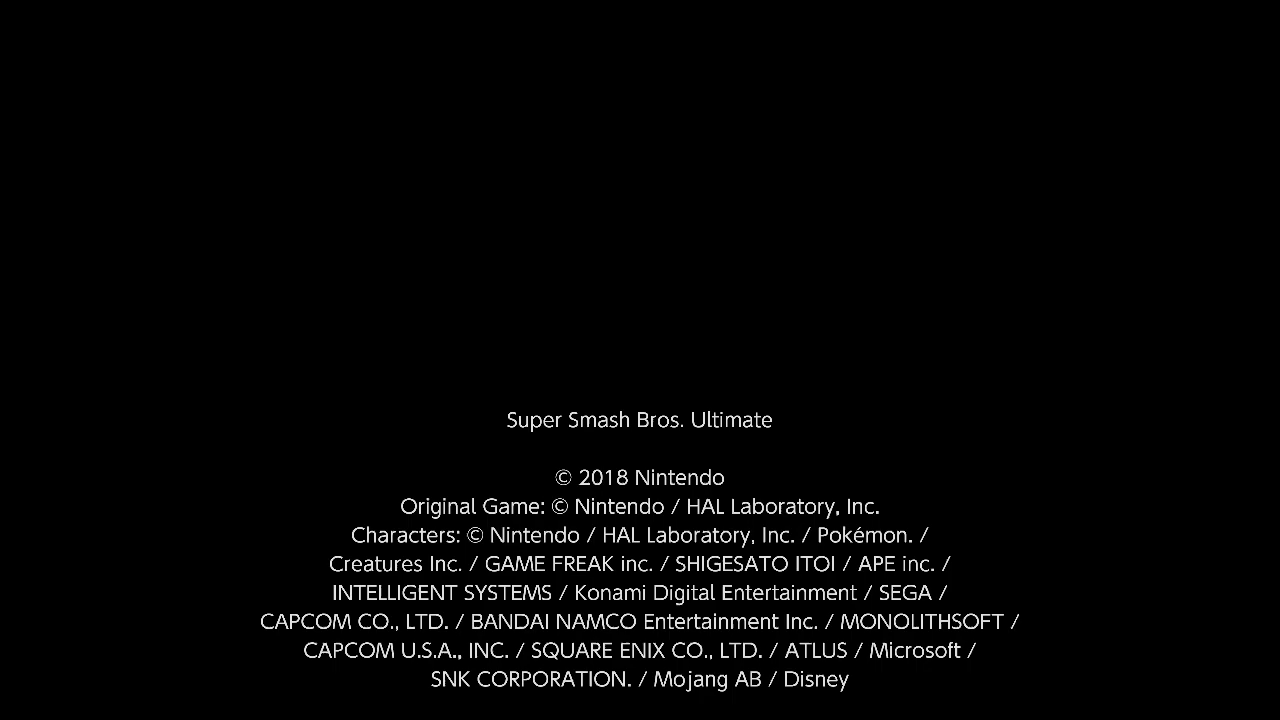 Super Smash Bros. Ultimate
© 2018 Nintendo
Original Game: © Nintendo / HAL Laboratory, Inc.
Characters: © Nintendo / HAL Laboratory, Inc. / Pokémon. /
Creatures Inc. / GAME FREAK inc. / SHIGESATO ITOI / APE inc. /
INTELLIGENT SYSTEMS / Konami Digital Entertainment / SEGA /
CAPCOM CO., LTD. / BANDAI NAMCO Entertainment Inc. / MONOLITHSOFT /
CAPCOM U.S.A., INC. / SQUARE ENIX CO., LTD. / ATLUS / Microsoft /
SNK CORPORATION. / Mojang AB / Disney